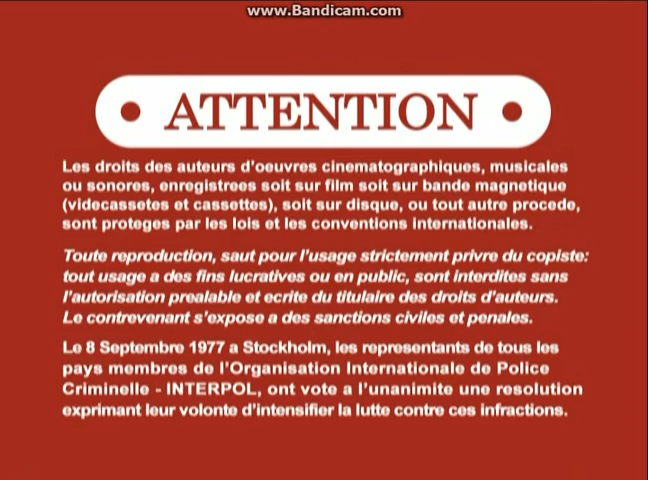 www.Bandicam.com
• ATTENTION •
Les droits des auteurs d'oeuvres cinematographiques, musicales
ou sonores, enregistrees soit sur film soit sur bande magnetique
(videcassetes et cassettes), soit sur disque, ou tout autre procede,
sont proteges par les lois et les conventions internationales.
Toute reproduction, saut pour l'usage strictement privre du copiste:
tout usage a des fins lucratives ou en public, sont interdites sans
l'autorisation prealable et ecrite du titulaire des droits d'auteurs.
Le contrevenant s'expose a des sanctions civiles et penales.
Le 8 Septembre 1977 a Stockholm, les representants de tous les
pays membres de l'Organisation Internationale de Police
Criminelle - INTERPOL, ont vote a l'unanimite une resolution
exprimant leur volonte d'intensifier la lutte contre ces infractions.